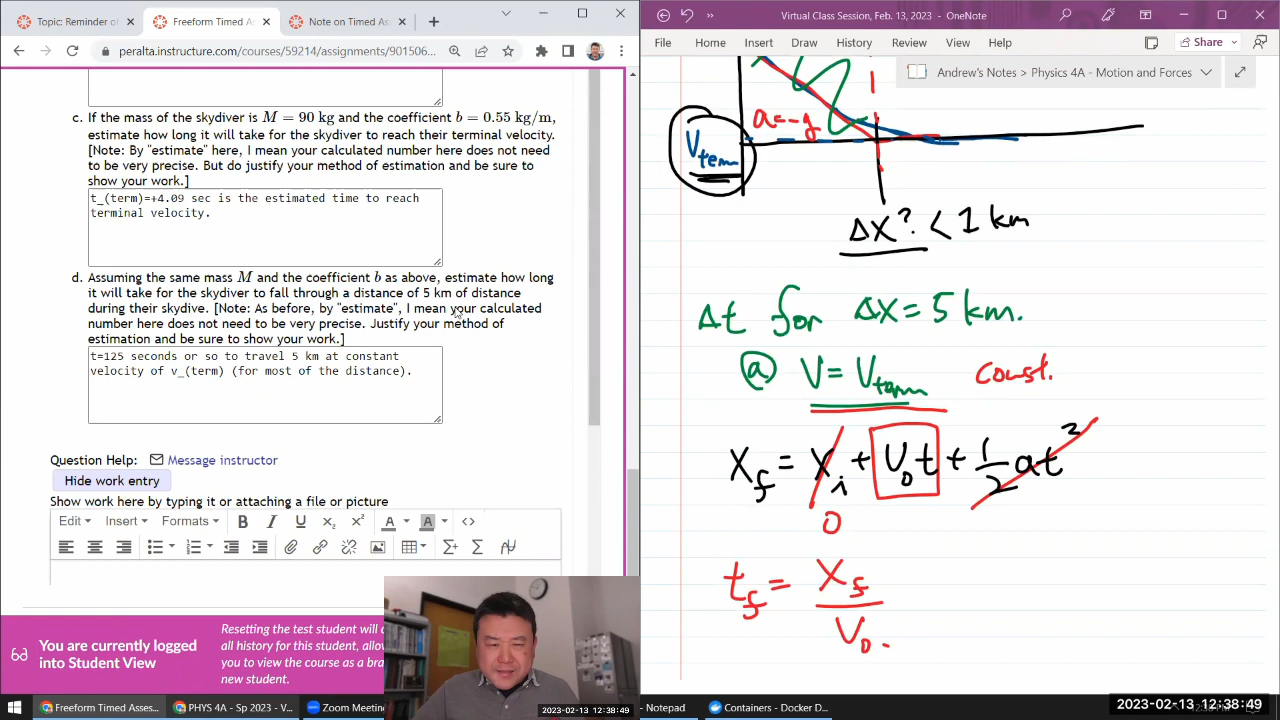 Topic: Reminder of
Freeform Timed Ass
Note on Timed Ass
peralta.instructure.com/courses/59214/assignments/901506...
c. If the mass of the skydiver is M = 90 kg and the coefficient b = 0.55 kg/m,
estimate how long it will take for the skydiver to reach their terminal velocity.
[Note: By "estimate" here, I mean your calculated number here does not need
to be very precise. But do justify your method of estimation and be sure to
show your work.]
t_(term)=+4.09 sec is the estimated time to reach
terminal velocity.
d. Assuming the same mass M and the coefficient b as above, estimate how long
it will take for the skydiver to fall through a distance of 5 km of distance
during their skydive. [Note: As before, by "estimate", I mean your calculated
number here does not need to be very precise. Justify your method of
estimation and be sure to show your work.]
t=125 seconds or so to travel 5 km at constant
velocity of v_(term) (for most of the distance).
Question Help: Message instructor
Hide work entry
Show work here by typing it or attaching a file or picture
Edit Insert Formats B I U X₂ X² A A <>
You are currently logged
into Student View
Resetting the test student will c
all history for this student, allow
you to view the course as a bra
new student.
Virtual Class Session, Feb. 13, 2023 - OneNote
File Home Insert Draw History Review View Help Share
Andrew's Notes > Physics 4A - Motion and Forces
a=-g
V_term
Δx? < 1 km
Δt for Δx = 5 km.
ⓐ V = V_term const.
x_f = x_i + V_0 t + 1/2 at²
0
t_f = x_f / V_0.
Freeform Timed Asses...
PHYS 4A - Sp 2023 - V...
Zoom Meeting
2023-02-13 12:38:49
- Notepad
Containers - Docker D...
2023-02-13 12:38:49